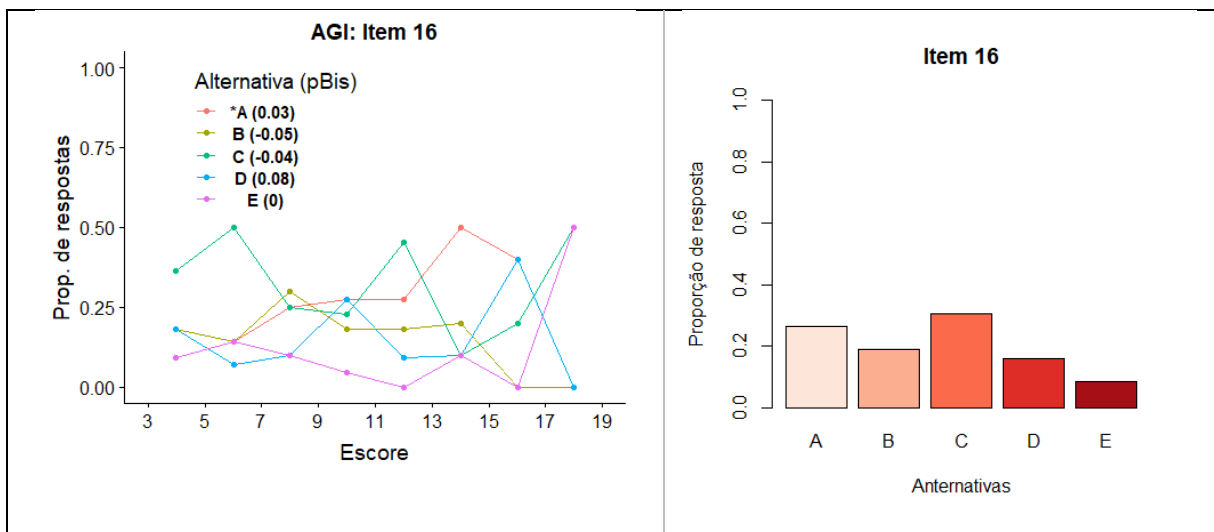 AGI: Item 16
Alternativa (pBis)
*A (0.03)
B (-0.05)
C (-0.04)
D (0.08)
E (0)
Prop. de respostas
1.00
0.75
0.50
0.25
0.00
3 5 7 9 11 13 15 17 19
Escore
Item 16
Proporção de resposta
1.0
0.8
0.6
0.4
0.2
0.0
A B C D E
Anternativas